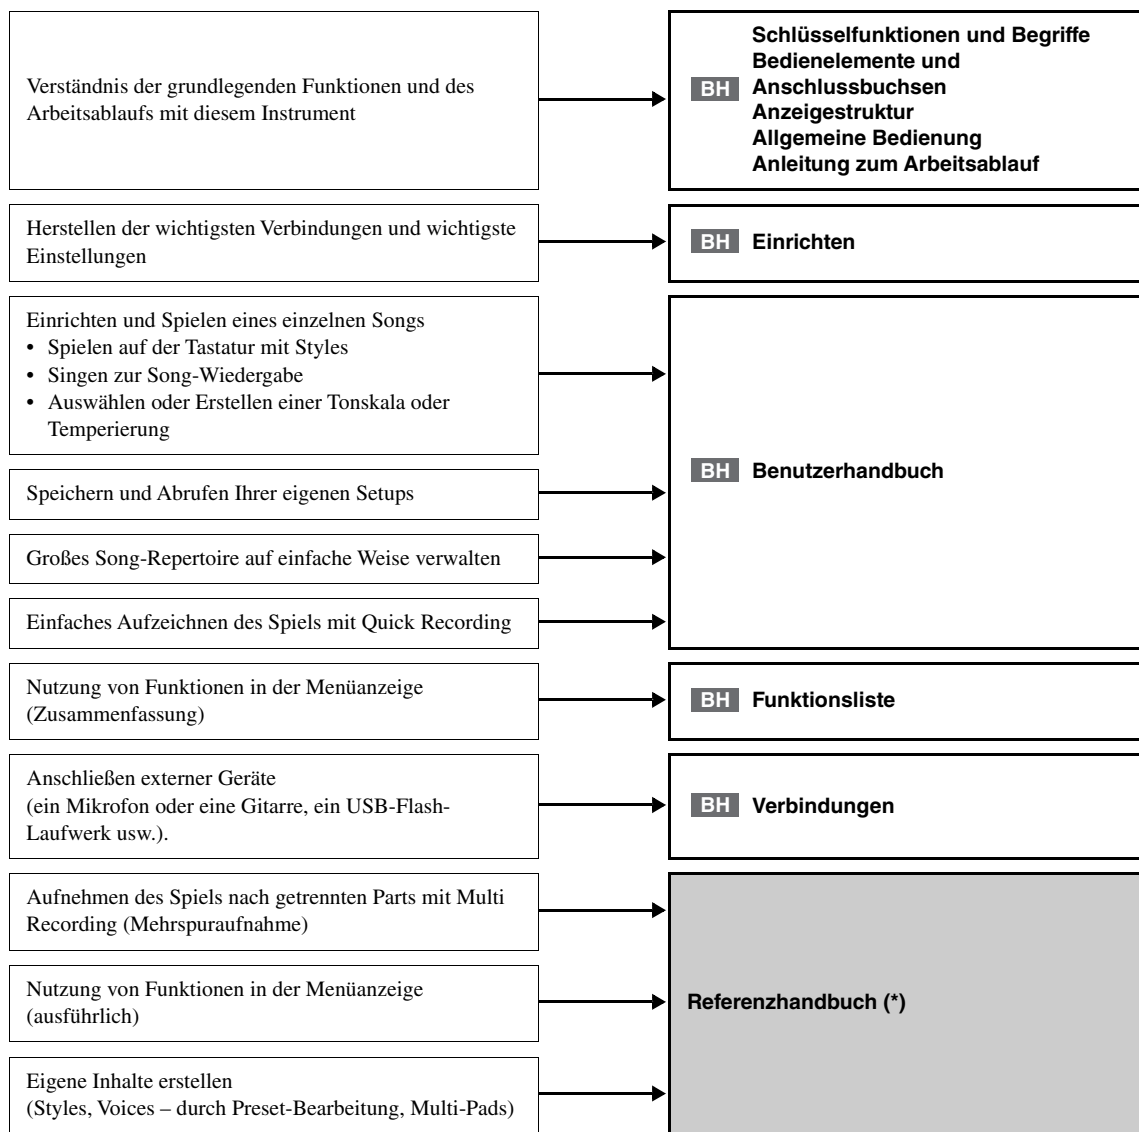 Verständnis der grundlegenden Funktionen und des
Arbeitsablaufs mit diesem Instrument
BH
Schlüsselfunktionen und Begriffe
Bedienelemente und
Anschlussbuchsen
Anzeigestruktur
Allgemeine Bedienung
Anleitung zum Arbeitsablauf
Herstellen der wichtigsten Verbindungen und wichtigste
Einstellungen
BH Einrichten
Einrichten und Spielen eines einzelnen Songs
• Spielen auf der Tastatur mit Styles
• Singen zur Song-Wiedergabe
• Auswählen oder Erstellen einer Tonskala oder
Temperierung
Speichern und Abrufen Ihrer eigenen Setups
Großes Song-Repertoire auf einfache Weise verwalten
Einfaches Aufzeichnen des Spiels mit Quick Recording
BH Benutzerhandbuch
Nutzung von Funktionen in der Menüanzeige
(Zusammenfassung)
BH Funktionsliste
Anschließen externer Geräte
(ein Mikrofon oder eine Gitarre, ein USB-Flash-
Laufwerk usw.).
BH Verbindungen
Aufnehmen des Spiels nach getrennten Parts mit Multi
Recording (Mehrspuraufnahme)
Nutzung von Funktionen in der Menüanzeige
(ausführlich)
Eigene Inhalte erstellen
(Styles, Voices – durch Preset-Bearbeitung, Multi-Pads)
Referenzhandbuch (*)